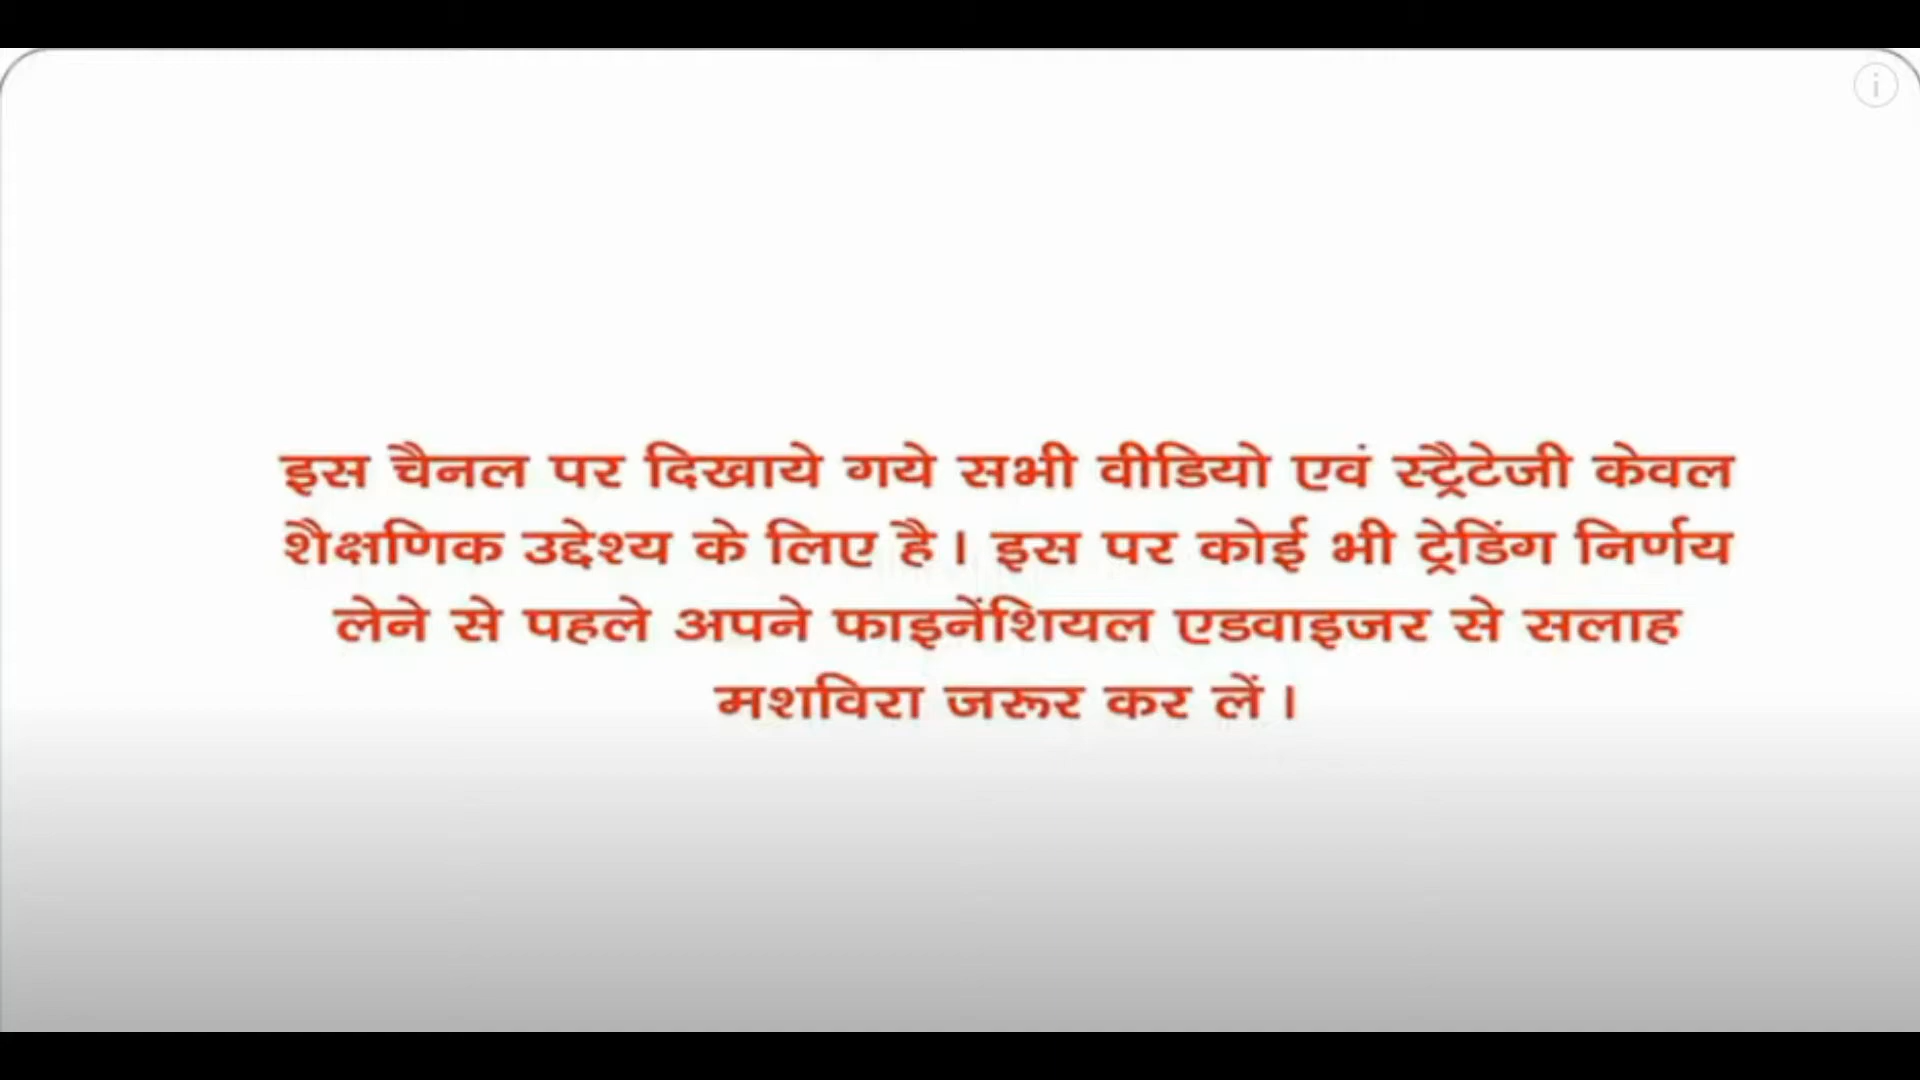 इस चैनल पर दिखाये गये सभी वीडियो एवं स्ट्रैटेजी केवल
शैक्षणिक उद्देश्य के लिए है। इस पर कोई भी ट्रेडिंग निर्णय
लेने से पहले अपने फाइनेंशियल एडवाइजर से सलाह
मशविरा जरूर कर लें।